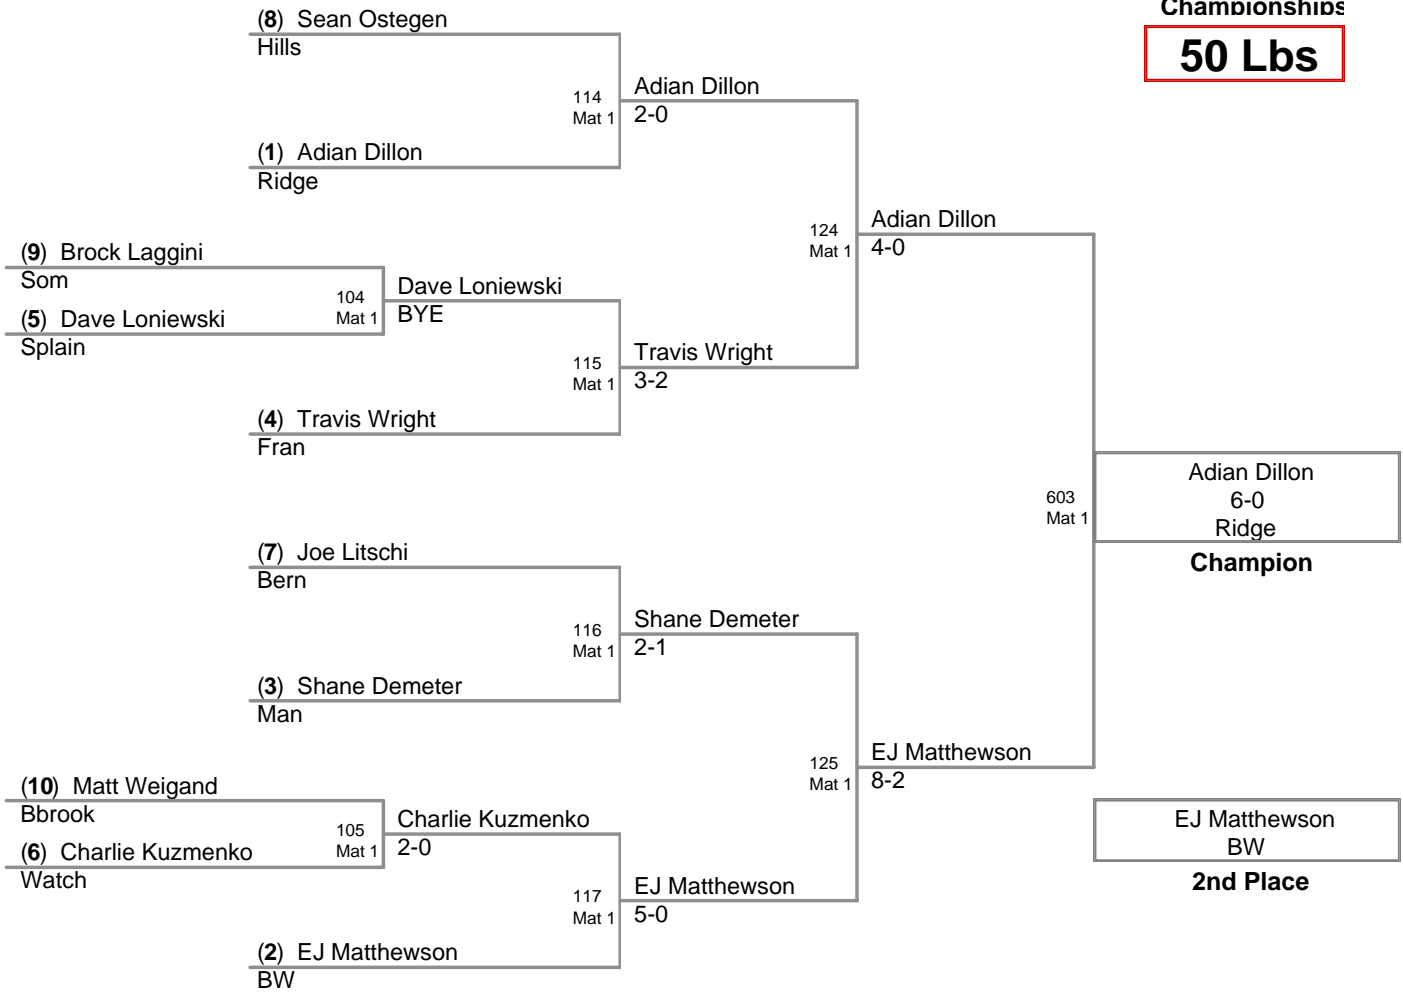 Championships
50 Lbs
(8) Sean Ostegen
Hills
114
Mat 1
Adian Dillon
2-0
(1) Adian Dillon
Ridge
124
Mat 1
Adian Dillon
4-0
(9) Brock Laggini
Som
104
Mat 1
Dave Loniewski
BYE
(5) Dave Loniewski
Splain
115
Mat 1
Travis Wright
3-2
(4) Travis Wright
Fran
603
Mat 1
Adian Dillon
6-0
Ridge
Champion
(7) Joe Litschi
Bern
116
Mat 1
Shane Demeter
2-1
(3) Shane Demeter
Man
125
Mat 1
EJ Matthewson
8-2
(10) Matt Weigand
Bbrook
105
Mat 1
Charlie Kuzmenko
2-0
(6) Charlie Kuzmenko
Watch
117
Mat 1
EJ Matthewson
5-0
(2) EJ Matthewson
BW
EJ Matthewson
BW
2nd Place